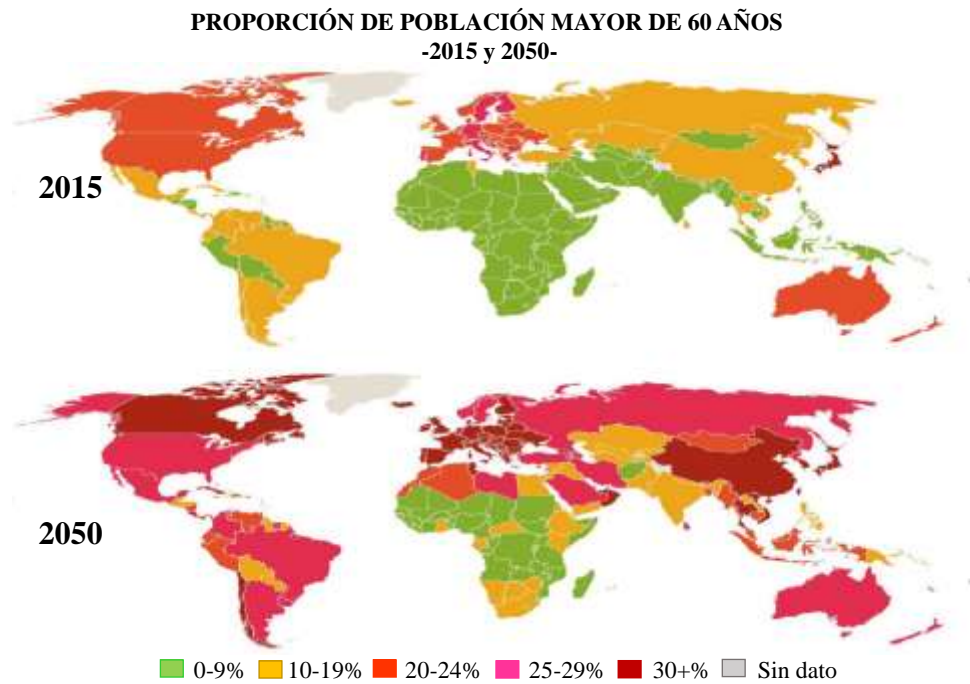 PROPORCIÓN DE POBLACIÓN MAYOR DE 60 AÑOS
-2015 y 2050-
2015
2050
0-9% 10-19% 20-24% 25-29% 30+% Sin dato